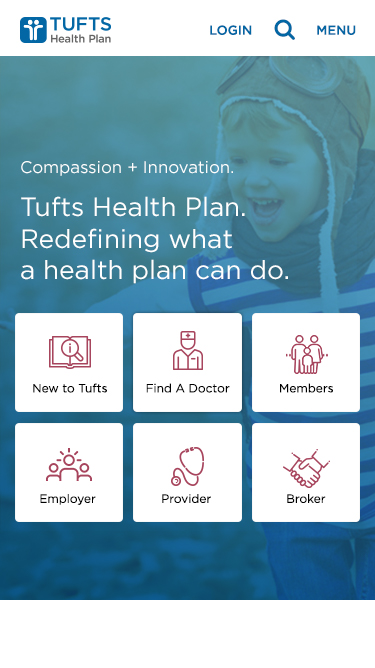 TUFTS
Health Plan
LOGIN
MENU
Compassion + Innovation.
Tufts Health Plan.
Redefining what
a health plan can do.
New to Tufts
Find A Doctor
Members
Employer
Provider
Broker